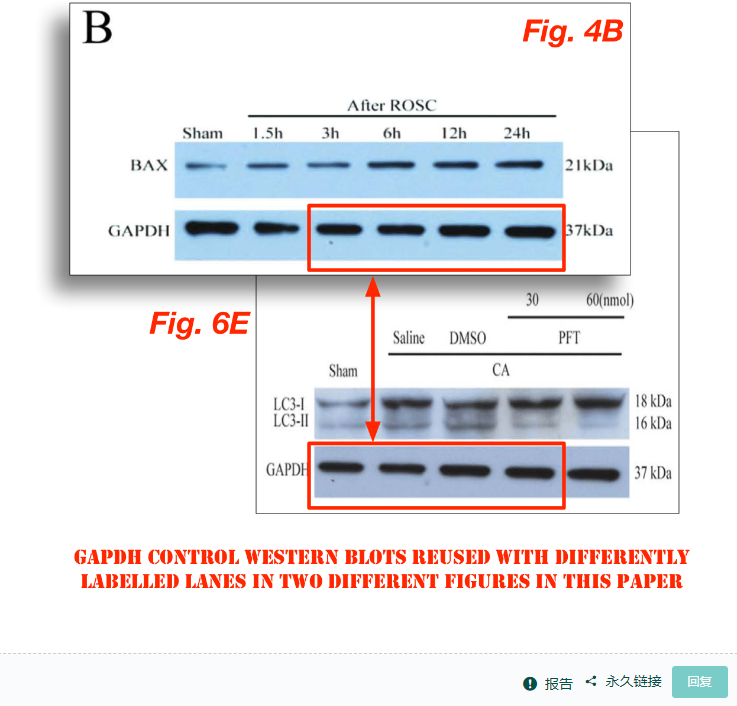 B
Fig. 4B
After ROSC
Sham 1.5h 3h 6h 12h 24h
BAX 21kDa
GAPDH 37kDa
Fig. 6E
30 60(nmol)
Saline DMSO PFT
Sham CA
LC3-I 18 kDa
LC3-II 16 kDa
GAPDH 37 kDa
GAPDH CONTROL WESTERN BLOTS REUSED WITH DIFFERENTLY
LABELLED LANES IN TWO DIFFERENT FIGURES IN THIS PAPER
报告 永久链接 回复